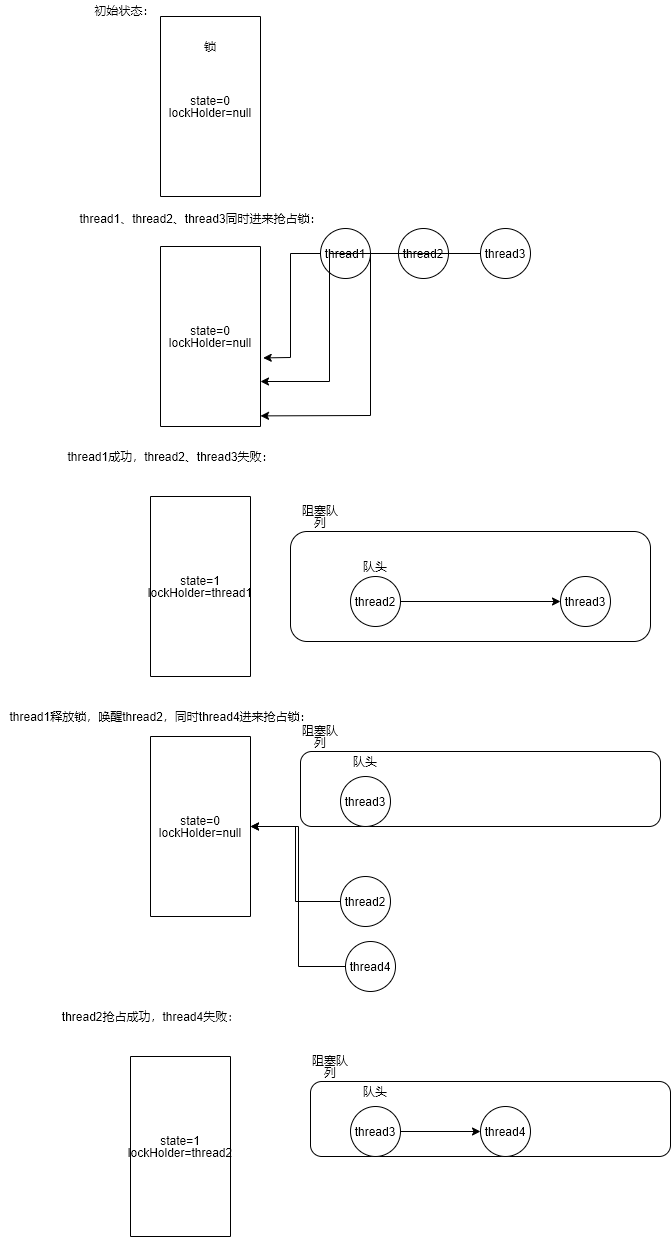 初始状态：
锁
state=0
lockHolder=null
thread1、thread2、thread3同时进来抢占锁：
thread1
thread2
thread3
state=0
lockHolder=null
thread1成功，thread2、thread3失败：
阻塞队
列
队头
state=1
lockHolder=thread1
thread2
thread3
thread1释放锁，唤醒thread2，同时thread4进来抢占锁：
阻塞队
列
队头
thread3
state=0
lockHolder=null
thread2
thread4
thread2抢占成功，thread4失败：
阻塞队
列
队头
state=1
lockHolder=thread2
thread3
thread4